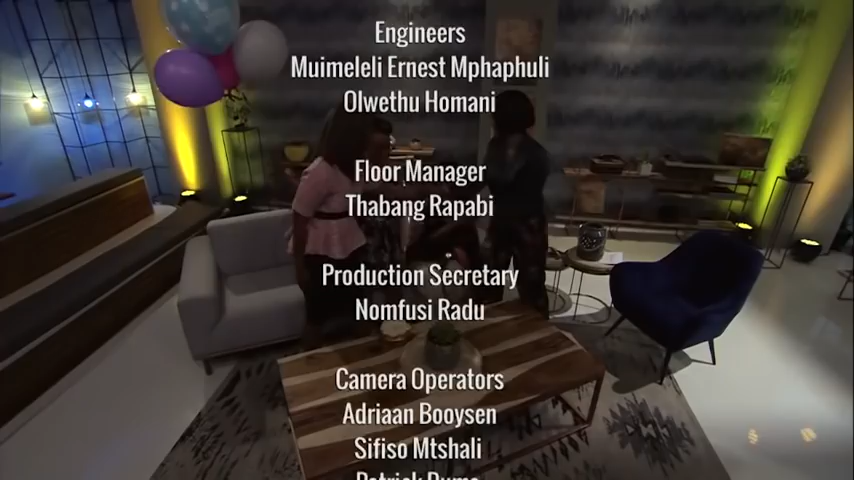 Engineers
Muimeleli Ernest Mphaphuli
Olwethu Homani
Floor Manager
Thabang Rapabi
Production Secretary
Nomfusi Radu
Camera Operators
Adriaan Booysen
Sifiso Mtshali
Patrick